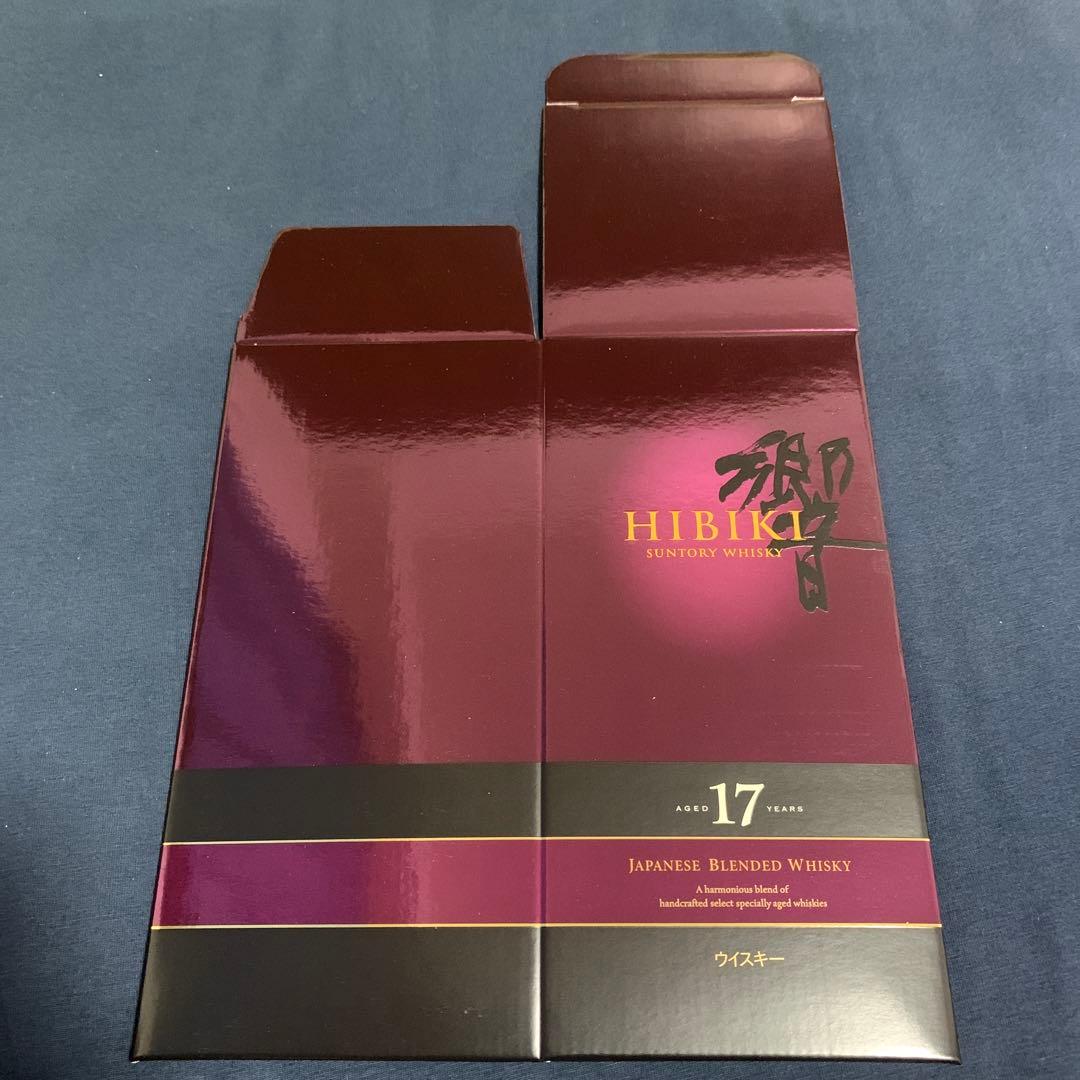 響
HIBIKI
SUNTORY WHISKY
AGED 17 YEARS
JAPANESE BLENDED WHISKY
A harmonious blend of
handcrafted select specially aged whiskies
ウイスキー